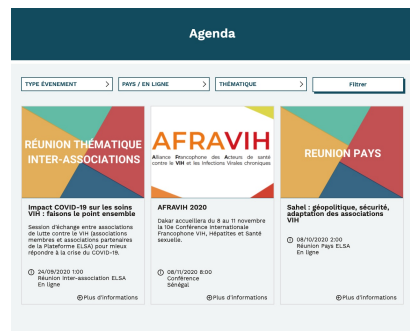 Agenda
TYPE ÉVENEMENT
PAYS / EN LIGNE
THÉMATIQUE
Filtrer
RÉUNION THÉMATIQUE
INTER-ASSOCIATIONS
Impact COVID-19 sur les soins
VIH : faisons le point ensemble
Session d'échange entre associations
de lutte contre le VIH (associations
membres et associations partenaires
de la Plateforme ELSA) pour mieux
répondre à la crise du COVID-19.
24/09/2020 1:00
Réunion Inter-association ELSA
En ligne
Plus d'informations
AFRAVIH
Alliance Francophone des Acteurs de santé
contre le VIH et les Infections Virales chroniques
AFRAVIH 2020
Dakar accueillera du 8 au 11 novembre
la 10e Conférence Internationale
Francophone VIH, Hépatites et Santé
sexuelle.
08/11/2020 8:00
Conférence
Sénégal
Plus d'informations
REUNION PAYS
Sahel : géopolitique, sécurité,
adaptation des associations
VIH
08/10/2020 2:00
Réunion Pays ELSA
En ligne
Plus d'informations